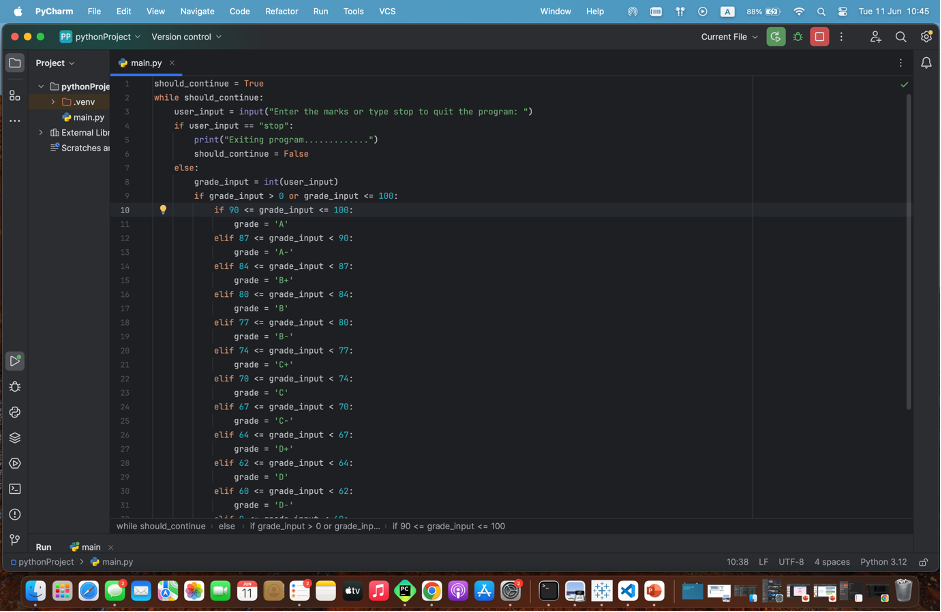 PyCharm File Edit View Navigate Code Refactor Run Tools VCS Window Help A 88% Tue 11 Jun 10:45
PP pythonProject Version control Current File
Project main.py
pythonProje
.venv
main.py
External Libr
Scratches a
1 should_continue = True
2 while should_continue:
3 user_input = input("Enter the marks or type stop to quit the program: ")
4 if user_input == "stop":
5 print("Exiting program.............")
6 should_continue = False
7 else:
8 grade_input = int(user_input)
9 if grade_input > 0 or grade_input <= 100:
10 if 90 <= grade_input <= 100:
11 grade = 'A'
12 elif 87 <= grade_input < 90:
13 grade = 'A-'
14 elif 84 <= grade_input < 87:
15 grade = 'B+'
16 elif 80 <= grade_input < 84:
17 grade = 'B'
18 elif 77 <= grade_input < 80:
19 grade = 'B-'
20 elif 74 <= grade_input < 77:
21 grade = 'C+'
22 elif 70 <= grade_input < 74:
23 grade = 'C'
24 elif 67 <= grade_input < 70:
25 grade = 'C-'
26 elif 64 <= grade_input < 67:
27 grade = 'D+'
28 elif 62 <= grade_input < 64:
29 grade = 'D'
30 elif 60 <= grade_input < 62:
31 grade = 'D-'
while should_continue › else › if grade_input > 0 or grade_inp... › if 90 <= grade_input <= 100
Run main
pythonProject › main.py 10:38 LF UTF-8 4 spaces Python 3.12
JUN
11
tv
PC